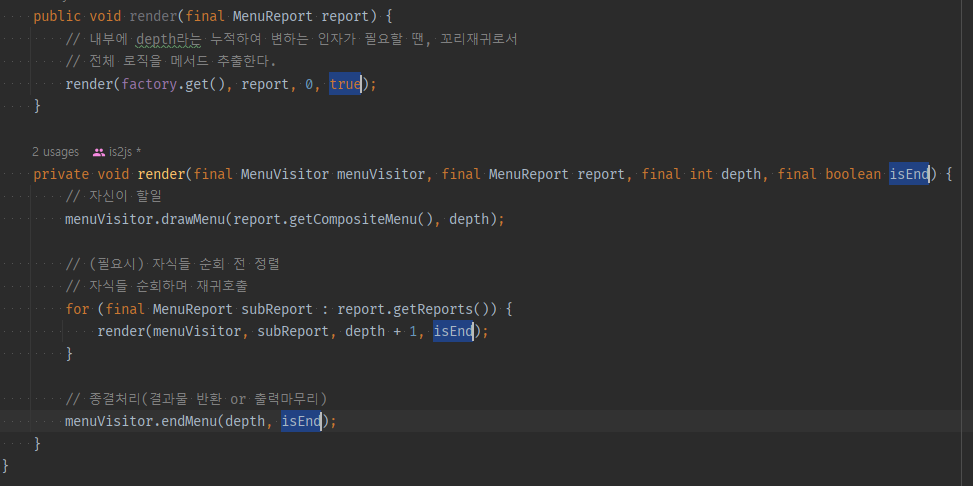 public void render(final MenuReport report) {
// 내부에 depth라는 누적하여 변하는 인자가 필요할 땐, 꼬리재귀로서
// 전체 로직을 메서드 추출한다.
render(factory.get(), report, 0, true);
}
2 usages is2js *
private void render(final MenuVisitor menuVisitor, final MenuReport report, final int depth, final boolean isEnd) {
// 자신이 할일
menuVisitor.drawMenu(report.getCompositeMenu(), depth);
// (필요시) 자식들 순회 전 정렬
// 자식들 순회하며 재귀호출
for (final MenuReport subReport : report.getReports()) {
render(menuVisitor, subReport, depth + 1, isEnd);
}
// 종결처리(결과물 반환 or 출력마무리)
menuVisitor.endMenu(depth, isEnd);
}
}